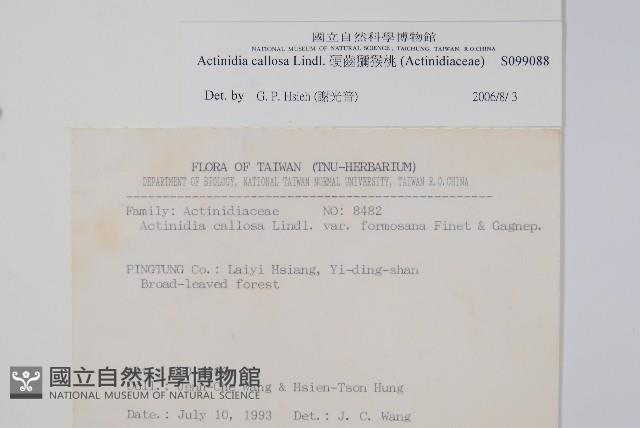 國立自然科學博物館
NATIONAL MUSEUM OF NATURAL SCIENCE, TAICHUNG, TAIWAN, R.O.CHINA
Actinidia callosa Lindl. 硬齒獼猴桃 (Actinidiaceae) S099088
Det. by G. P. Hsieh (謝光普) 2006/8/ 3
FLORA OF TAIWAN (TNU-HERBARIUM)
DEPARTMENT OF BIOLOGY, NATIONAL TAIWAN NORMAL UNIVERSITY, TAIWAN R.O.CHINA
Family: Actinidiaceae NO: 8482
Actinidia callosa Lindl. var. formosana Finet & Gagnep.
PINGTUNG Co.: Laiyi Hsiang, Yi-ding-shan
Broad-leaved forest
Wang & Hsien-Tson Hung
Date.: July 10, 1993 Det.: J. C. Wang
國立自然科學博物館
NATIONAL MUSEUM OF NATURAL SCIENCE